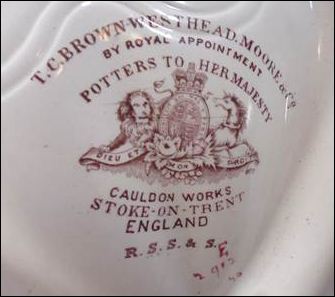 T.C. BROWN-WESTHEAD, MOORE & Co.
BY ROYAL APPOINTMENT
POTTERS TO HER MAJESTY
DIEU ET MON DROIT
CAULDON WORKS
STOKE-ON-TRENT
ENGLAND
R.S.S. & S.